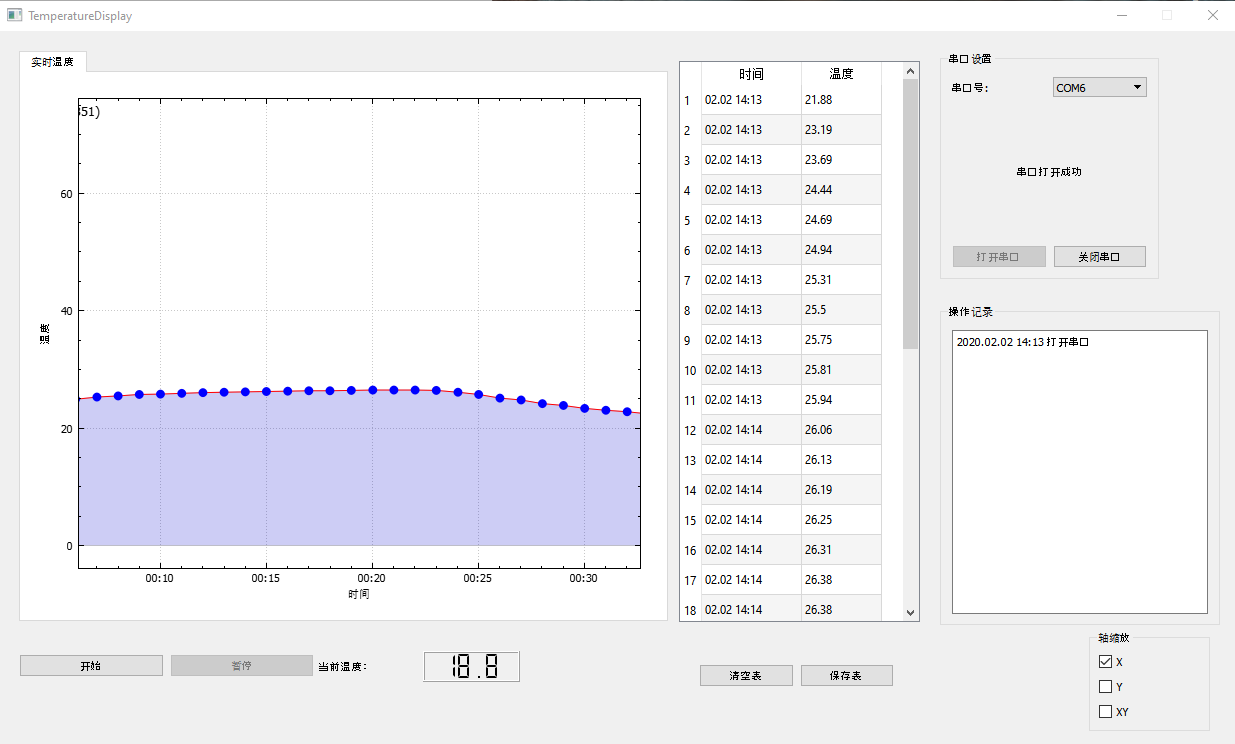 TemperatureDisplay
实时温度
51)
60
40
20
0
温度
00:10 00:15 00:20 00:25 00:30
时间
时间 温度
1 02.02 14:13 21.88
2 02.02 14:13 23.19
3 02.02 14:13 23.69
4 02.02 14:13 24.44
5 02.02 14:13 24.69
6 02.02 14:13 24.94
7 02.02 14:13 25.31
8 02.02 14:13 25.5
9 02.02 14:13 25.75
10 02.02 14:13 25.81
11 02.02 14:13 25.94
12 02.02 14:14 26.06
13 02.02 14:14 26.13
14 02.02 14:14 26.19
15 02.02 14:14 26.25
16 02.02 14:14 26.31
17 02.02 14:14 26.38
18 02.02 14:14 26.38
串口设置
串口号: COM6
串口打开成功
打开串口 关闭串口
操作记录
2020.02.02 14:13 打开串口
开始 暂停 当前温度: 18.8
清空表 保存表
轴缩放
X
Y
XY